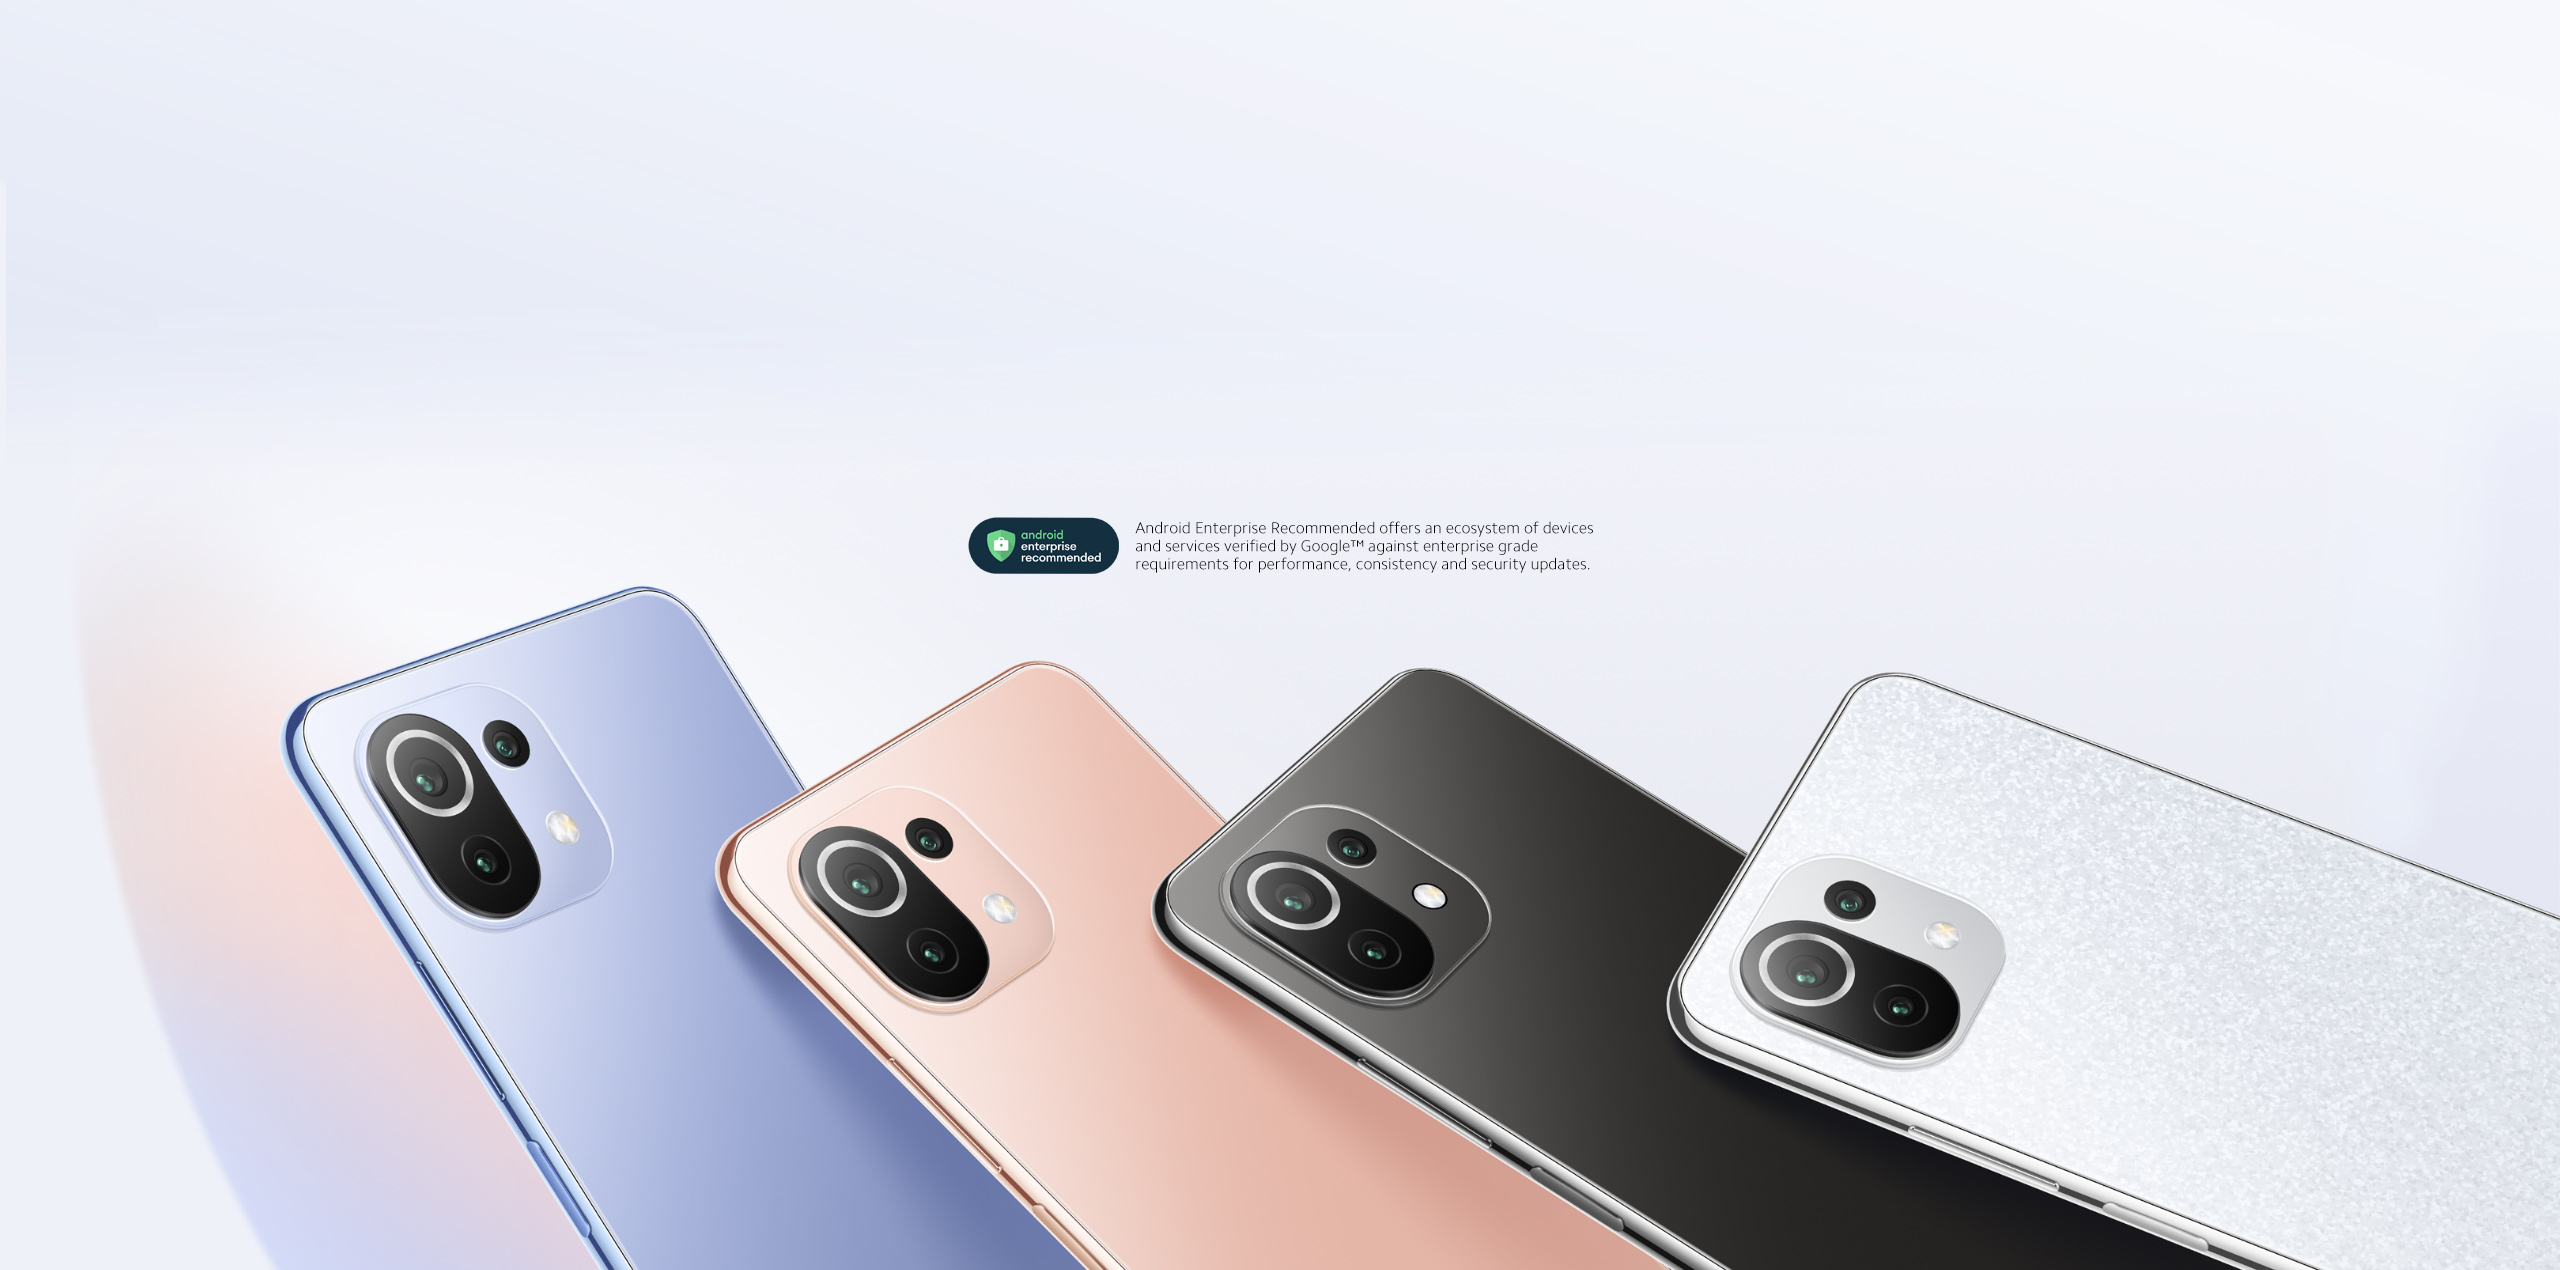 android
enterprise
recommended
Android Enterprise Recommended offers an ecosystem of devices
and services verified by Google™ against enterprise grade
requirements for performance, consistency and security updates.